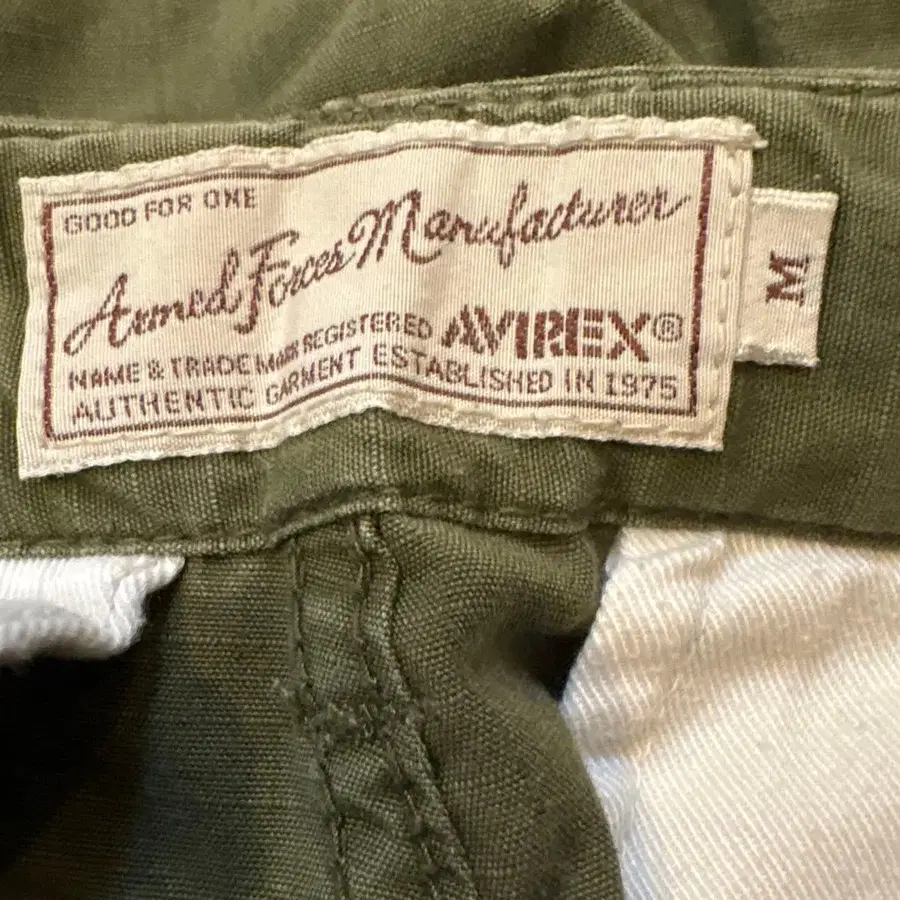 GOOD FOR ONE
Armed Forces Manufacturer
NAME & TRADE MARK REGISTERED AVIREX®
AUTHENTIC GARMENT ESTABLISHED IN 1975
M